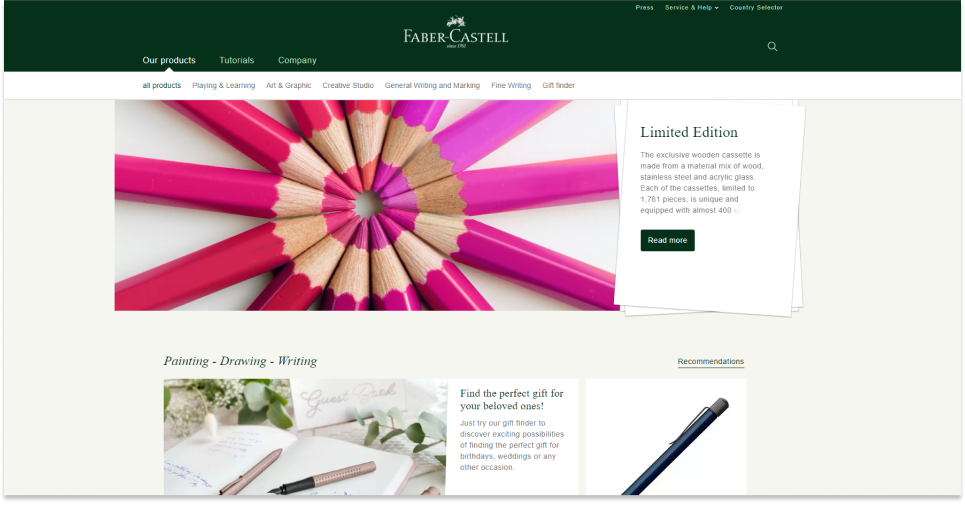 Press Service & Help Country Selector
FABER-CASTELL
since 1761
Our products Tutorials Company
all products Playing & Learning Art & Graphic Creative Studio General Writing and Marking Fine Writing Gift finder
Limited Edition
The exclusive wooden cassette is
made from a material mix of wood,
stainless steel and acrylic glass.
Each of the cassettes, limited to
1,761 pieces, is unique and
equipped with almost 400
Read more
Painting - Drawing - Writing
Recommendations
Guest Book
Find the perfect gift for
your beloved ones!
Just try our gift finder to
discover exciting possibilities
of finding the perfect gift for
birthdays, weddings or any
other occasion.